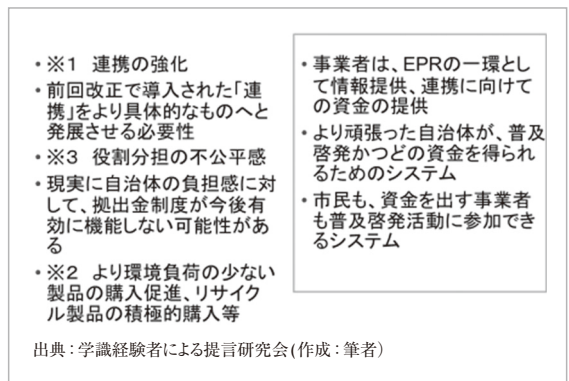 • ※1 連携の強化
• 前回改正で導入された「連
携」をより具体的なものへと
発展させる必要性
• ※3 役割分担の不公平感
• 現実に自治体の負担感に対
して、拠出金制度が今後有
効に機能しない可能性があ
る
• ※2 より環境負荷の少ない
製品の購入促進、リサイク
ル製品の積極的購入等
• 事業者は、EPRの一環とし
て情報提供、連携に向けて
の資金の提供
• より頑張った自治体が、普及
啓発かつどの資金を得られ
るためのシステム
• 市民も、資金を出す事業者
も普及啓発活動に参加でき
るシステム
出典：学識経験者による提言研究会(作成：筆者）